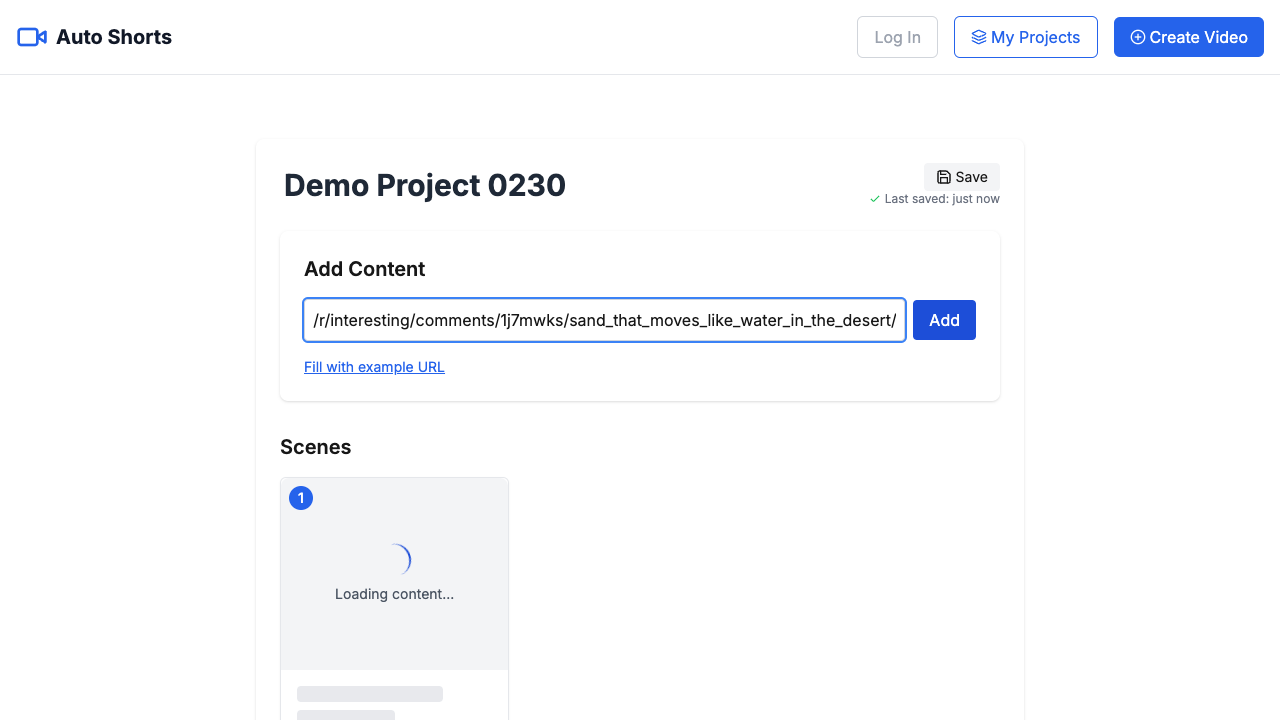 Auto Shorts
Log In
My Projects
Create Video
Demo Project 0230
Save
Last saved: just now
Add Content
/r/interesting/comments/1j7mwks/sand_that_moves_like_water_in_the_desert/
Add
Fill with example URL
Scenes
1
Loading content...